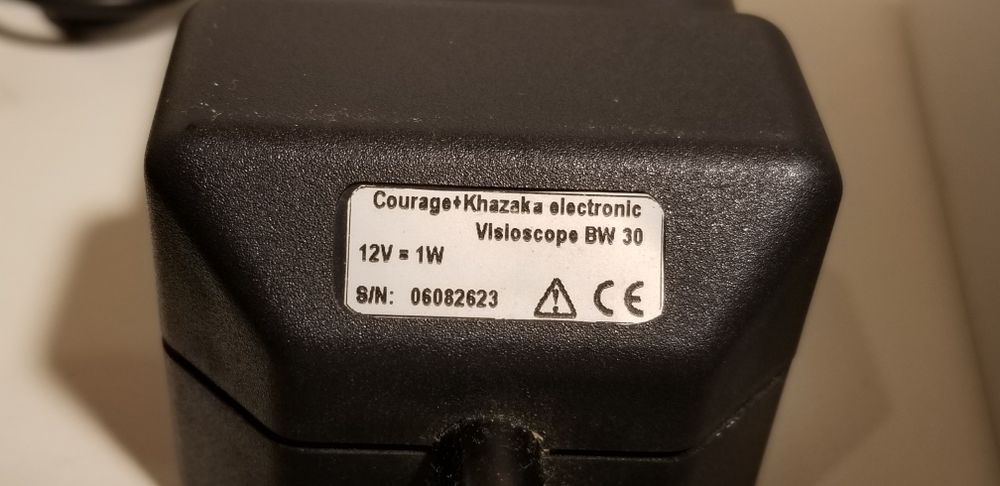 Courage+Khazaka electronic
Visioscope BW 30
12V = 1W
S/N: 06082623
CE